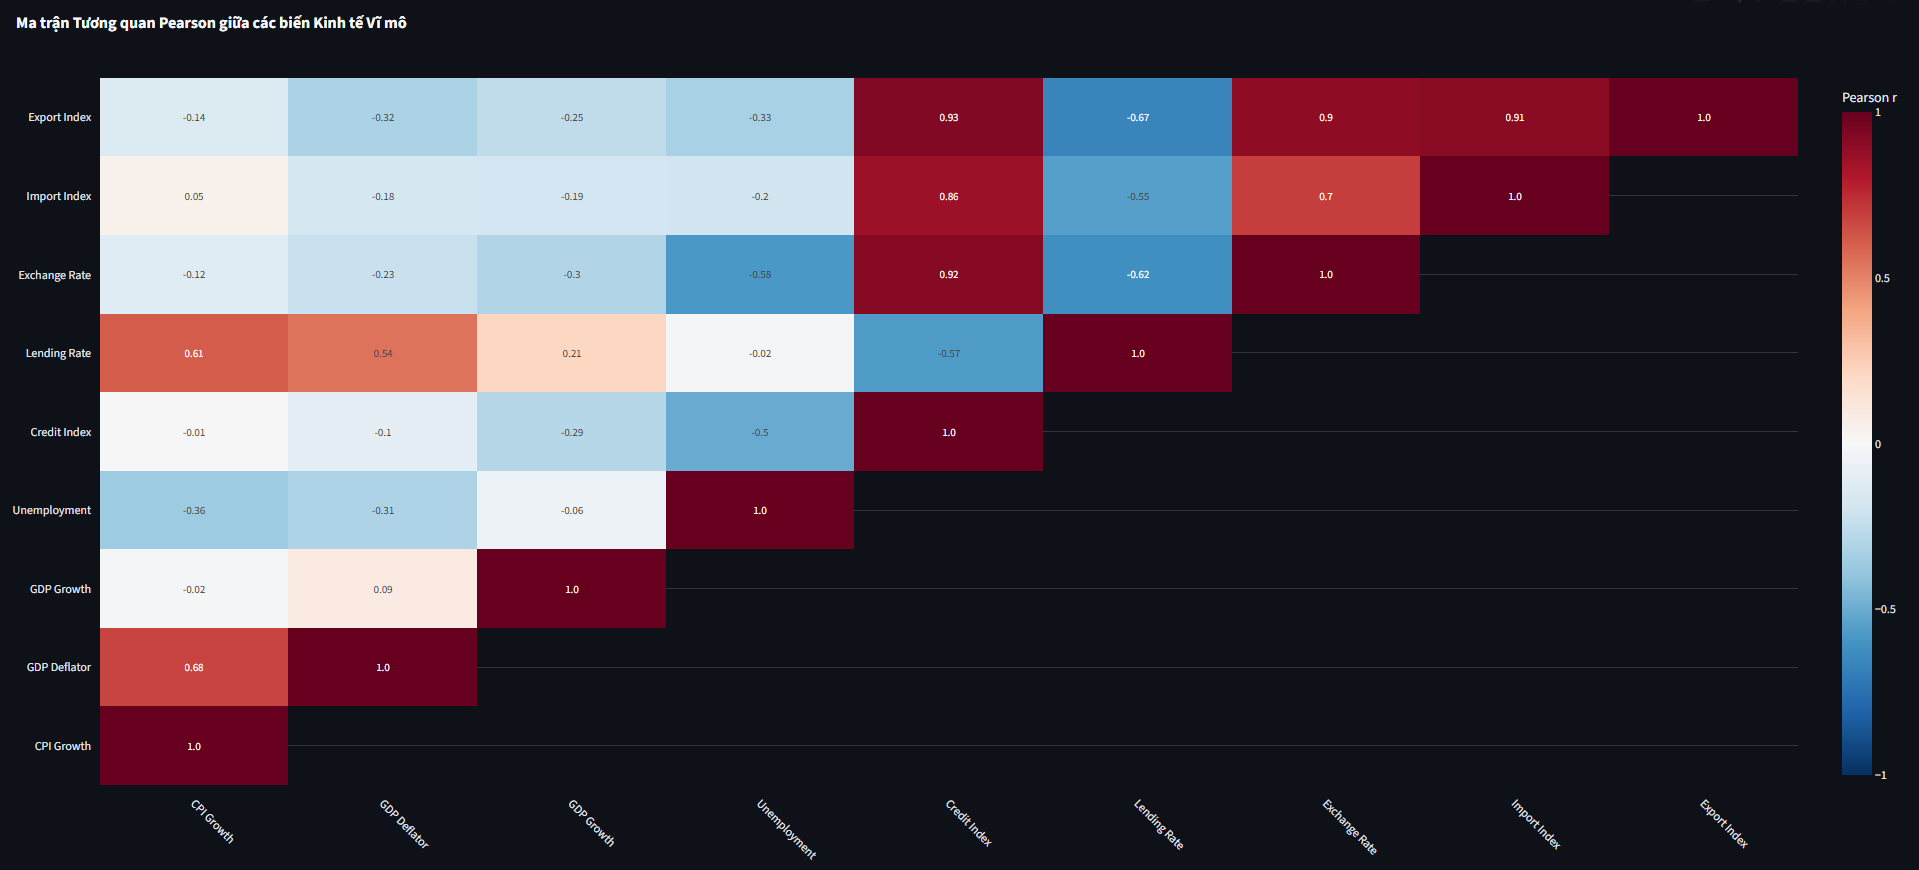 Ma trận Tương quan Pearson giữa các biến Kinh tế Vĩ mô
Pearson r
Export Index -0.14 -0.32 -0.25 -0.33 0.93 -0.67 0.9 0.91 1.0
Import Index 0.05 -0.18 -0.19 -0.2 0.86 -0.55 0.7 1.0
Exchange Rate -0.12 -0.23 -0.3 -0.58 0.92 -0.62 1.0
Lending Rate 0.61 0.54 0.21 -0.02 -0.57 1.0
Credit Index -0.01 -0.1 -0.29 -0.5 1.0
Unemployment -0.36 -0.31 -0.06 1.0
GDP Growth -0.02 0.09 1.0
GDP Deflator 0.68 1.0
CPI Growth 1.0
CPI Growth
GDP Deflator
GDP Growth
Unemployment
Credit Index
Lending Rate
Exchange Rate
Import Index
Export Index
1
0.5
0
−0.5
−1